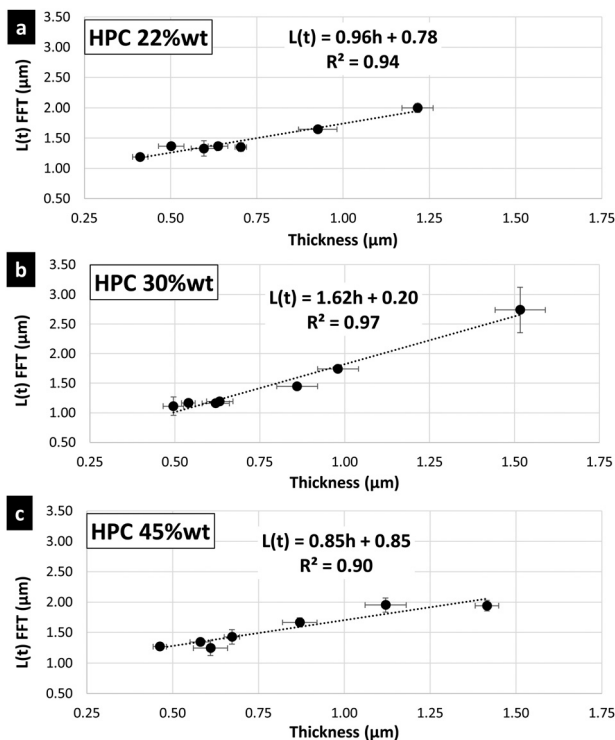 a
HPC 22%wt
L(t) = 0.96h + 0.78
R² = 0.94
L(t) FFT (μm)
3.50
3.00
2.50
2.00
1.50
1.00
0.50
0.25 0.50 0.75 1.00 1.25 1.50 1.75
Thickness (μm)
b
HPC 30%wt
L(t) = 1.62h + 0.20
R² = 0.97
L(t) FFT (μm)
3.50
3.00
2.50
2.00
1.50
1.00
0.50
0.25 0.50 0.75 1.00 1.25 1.50 1.75
Thickness (μm)
c
HPC 45%wt
L(t) = 0.85h + 0.85
R² = 0.90
L(t) FFT (μm)
3.50
3.00
2.50
2.00
1.50
1.00
0.50
0.25 0.50 0.75 1.00 1.25 1.50 1.75
Thickness (μm)